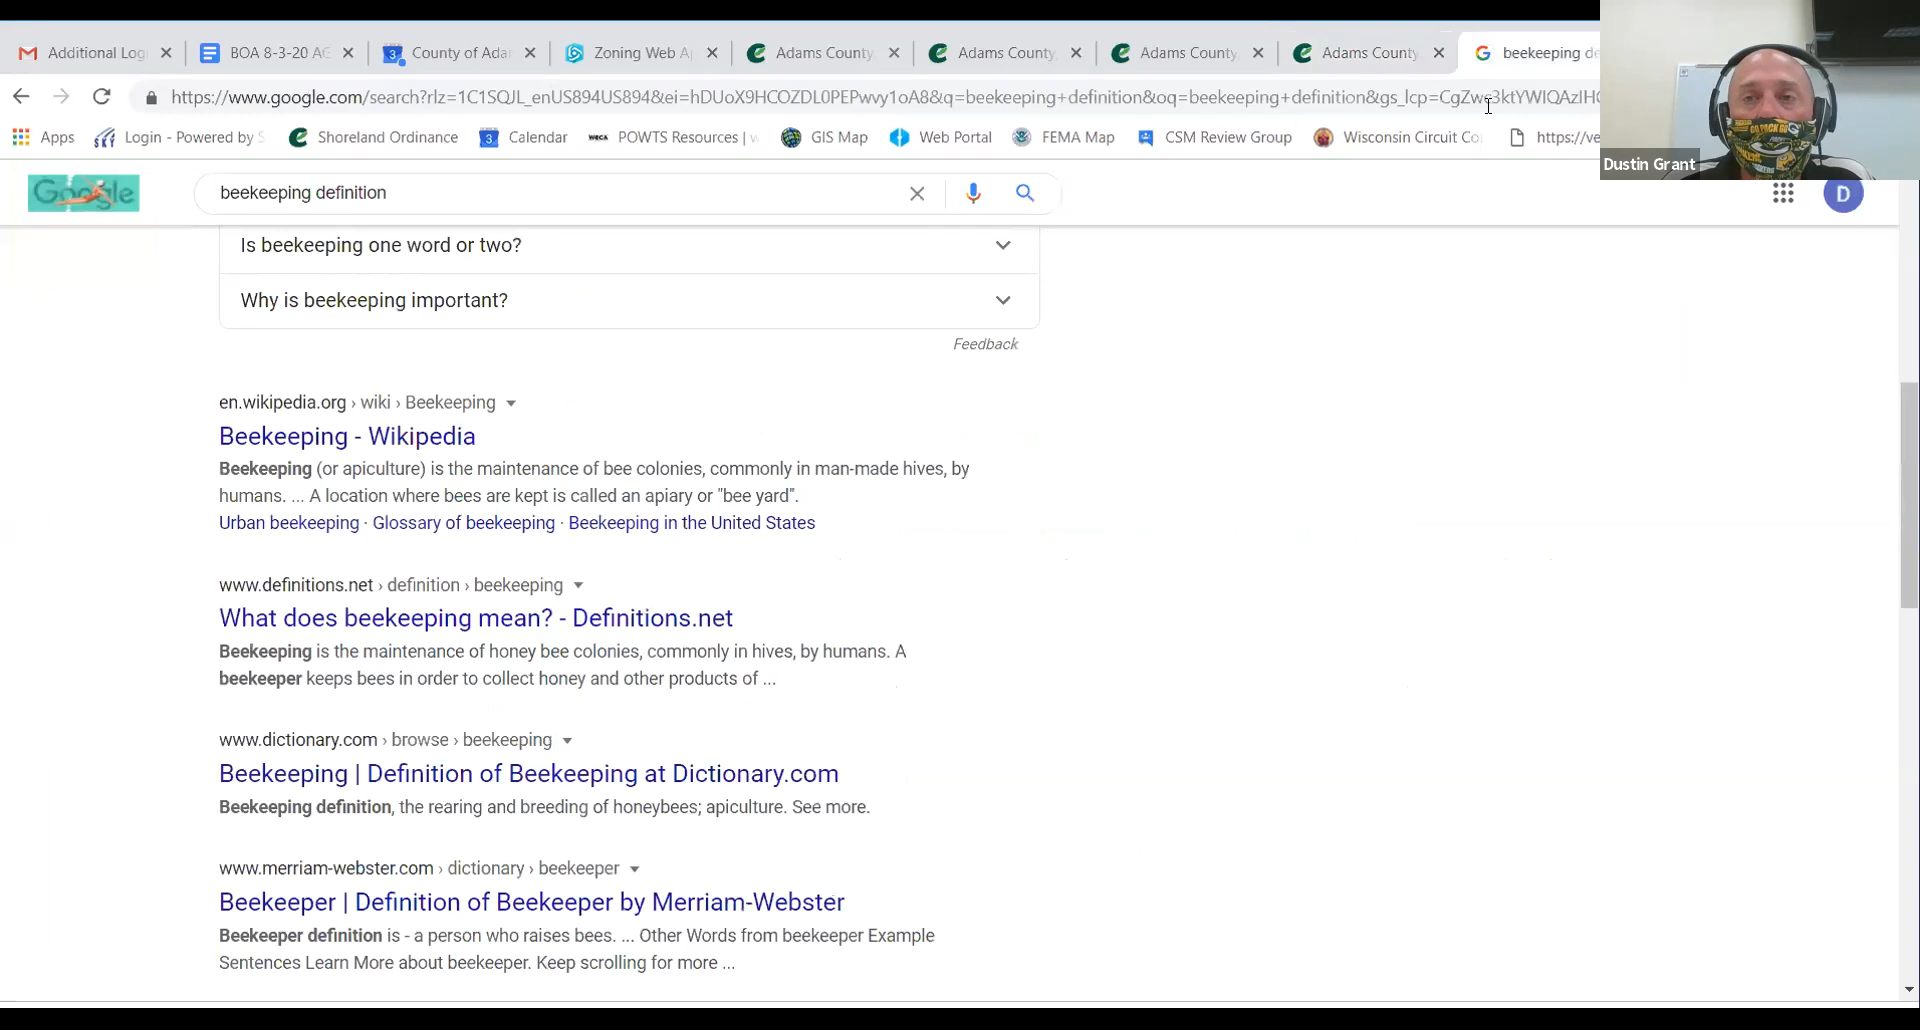 Additional Log
BOA 8-3-20 AG
County of Ada
Zoning Web A
Adams County,
Adams County,
Adams County,
Adams County,
beekeeping de
https://www.google.com/search?rlz=1C1SQJL_enUS894US894&ei=hDUoX9HCOZDL0PEPwvy1oA8&q=beekeeping+definition&oq=beekeeping+definition&gs_lcp=
Apps
Login - Powered by S
Shoreland Ordinance
Calendar
POWTS Resources | w
GIS Map
Web Portal
FEMA Map
CSM Review Group
Wisconsin Circuit Co
https://ve
Dustin Grant
Google
beekeeping definition
D
Is beekeeping one word or two?
Why is beekeeping important?
Feedback
en.wikipedia.org › wiki › Beekeeping
Beekeeping - Wikipedia
Beekeeping (or apiculture) is the maintenance of bee colonies, commonly in man-made hives, by
humans. ... A location where bees are kept is called an apiary or "bee yard".
Urban beekeeping · Glossary of beekeeping · Beekeeping in the United States
www.definitions.net › definition › beekeeping
What does beekeeping mean? - Definitions.net
Beekeeping is the maintenance of honey bee colonies, commonly in hives, by humans. A
beekeeper keeps bees in order to collect honey and other products of ...
www.dictionary.com › browse › beekeeping
Beekeeping | Definition of Beekeeping at Dictionary.com
Beekeeping definition, the rearing and breeding of honeybees; apiculture. See more.
www.merriam-webster.com › dictionary › beekeeper
Beekeeper | Definition of Beekeeper by Merriam-Webster
Beekeeper definition is - a person who raises bees. ... Other Words from beekeeper Example
Sentences Learn More about beekeeper. Keep scrolling for more ...